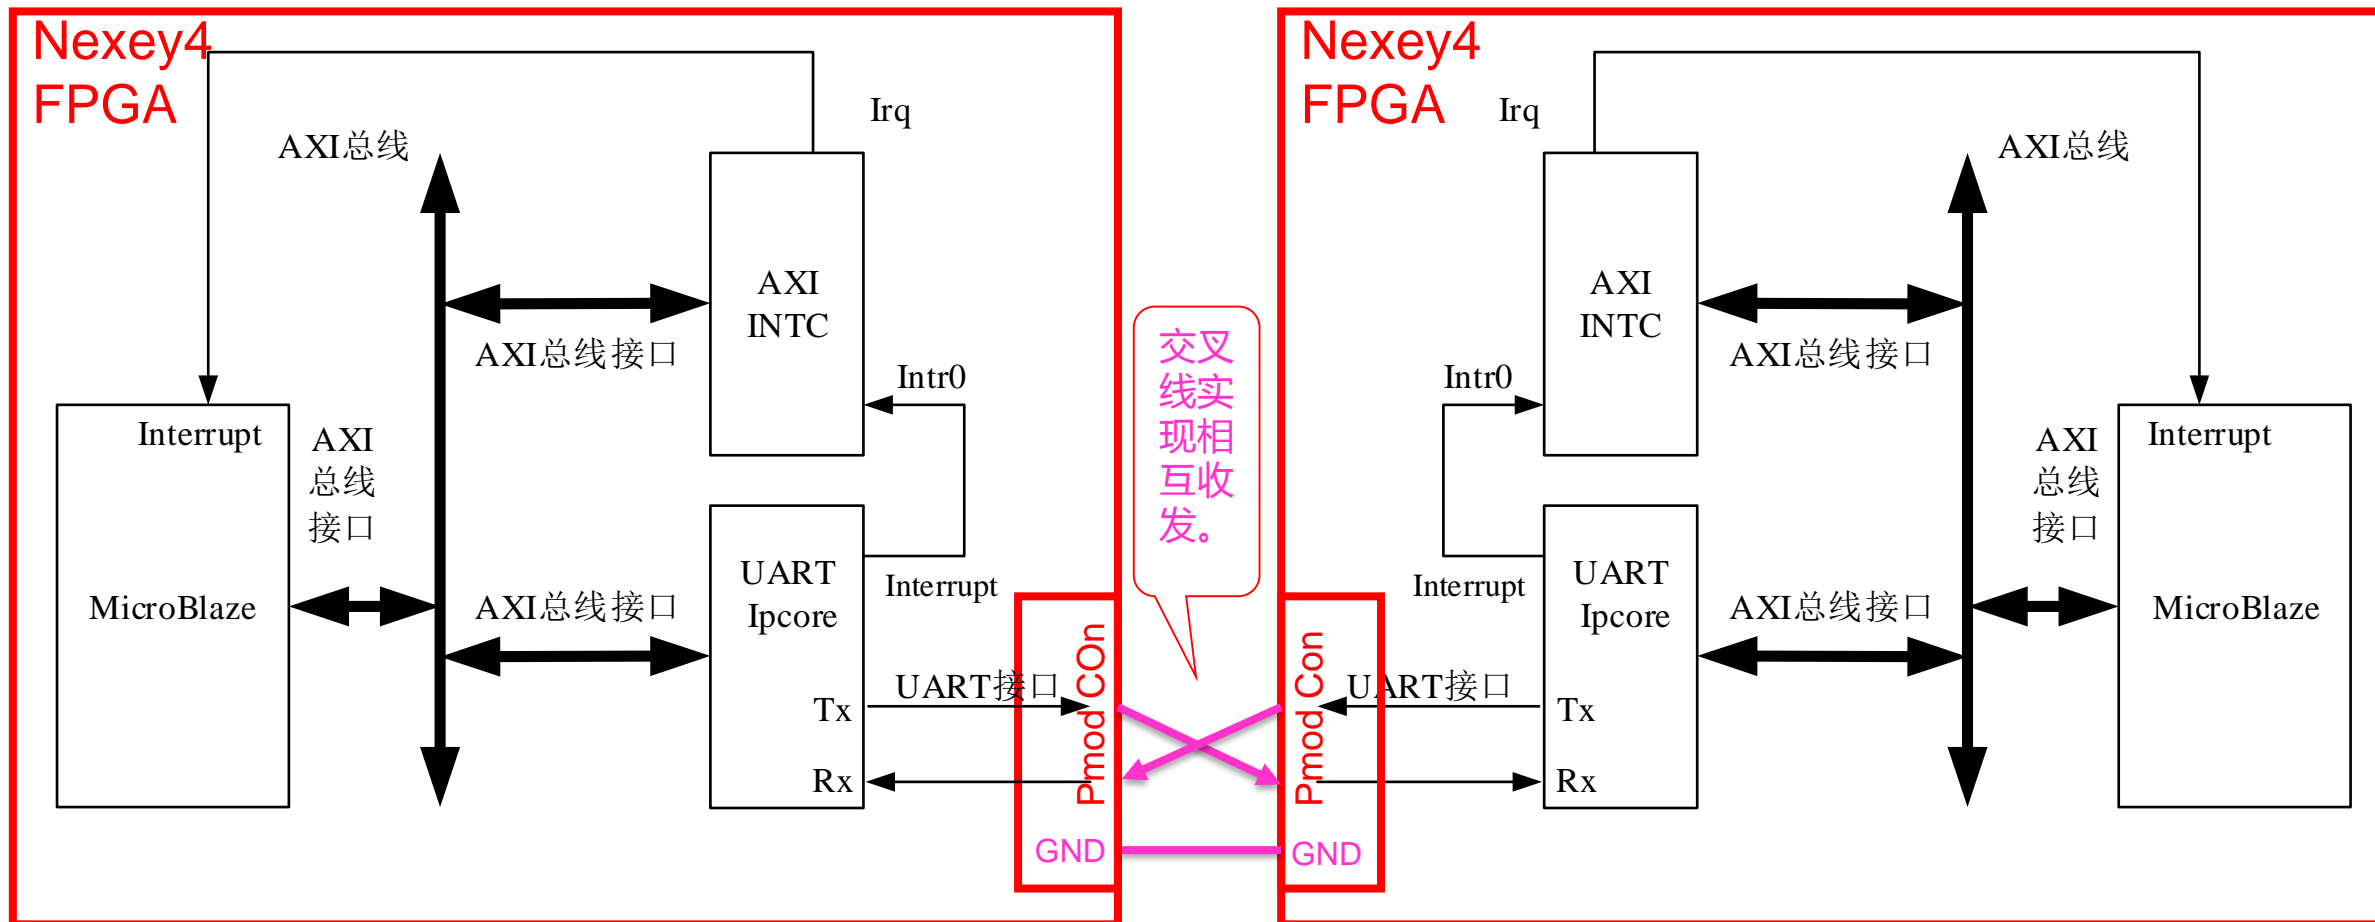 Nexey4
FPGA
Irq
AXI总线
AXI
INTC
AXI总线接口
Intr0
Interrupt
AXI
总线
接口
MicroBlaze
AXI总线接口
UART
Ipcore
Interrupt
UART接口
Tx
Rx
Pmod COn
GND
交叉
线实
现相
互收
发。
Nexey4
FPGA
Irq
AXI总线
AXI
INTC
AXI总线接口
Intr0
Interrupt
AXI
总线
接口
MicroBlaze
AXI总线接口
UART
Ipcore
Interrupt
UART接口
Tx
Rx
Pmod Con
GND